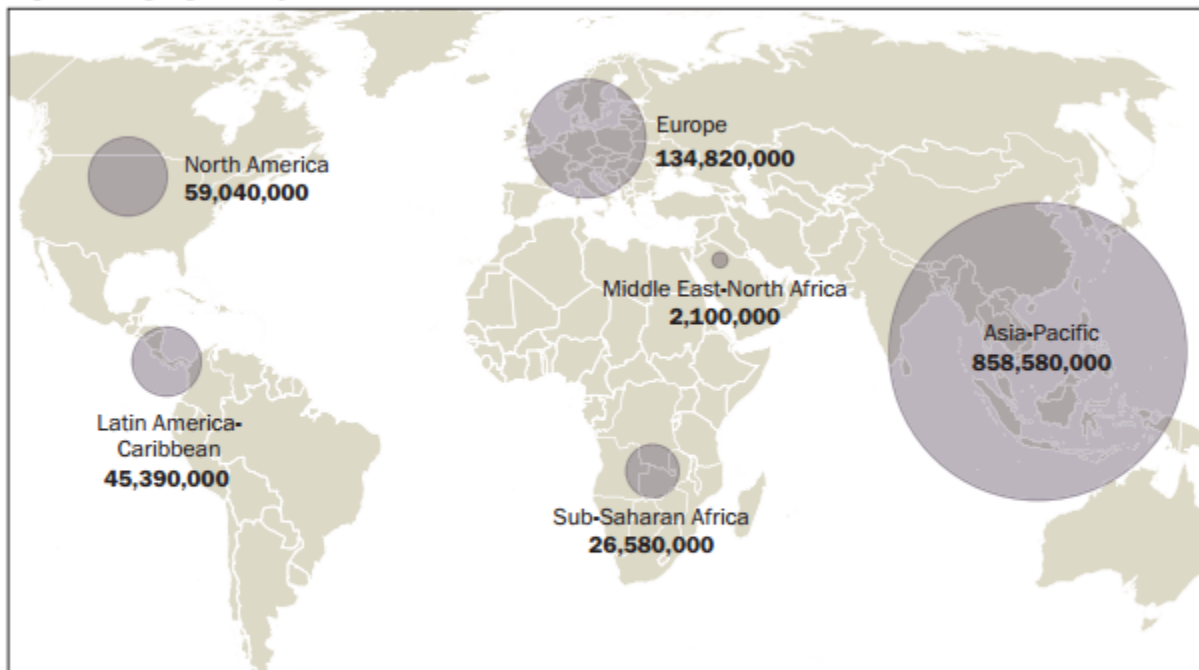 Europe
134,820,000
North America
59,040,000
Middle East-North Africa
2,100,000
Asia-Pacific
858,580,000
Latin America-
Caribbean
45,390,000
Sub-Saharan Africa
26,580,000